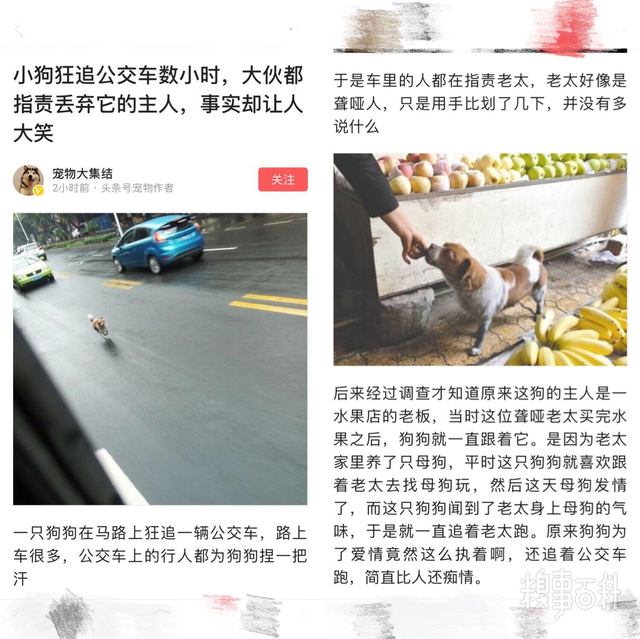 小狗狂追公交车数小时，大伙都
指责丢弃它的主人，事实却让人
大笑
宠物大集结
2小时前·头条号宠物作者
关注
一只狗狗在马路上狂追一辆公交车，路上
车很多，公交车上的行人都为狗狗捏一把
汗
于是车里的人都在指责老太，老太好像是
聋哑人，只是用手比划了几下，并没有多
说什么
后来经过调查才知道原来这狗的主人是一
水果店的老板，当时这位聋哑老太买完水
果之后，狗狗就一直跟着它。是因为老太
家里养了只母狗，平时这只狗狗就喜欢跟
着老太去找母狗玩，然后这天母狗发情
了，而这只狗狗闻到了老太身上母狗的气
味，于是就一直追着老太跑。原来狗狗为
了爱情竟然这么执着啊，还追着公交车
跑，简直比人还痴情。
糗事百科